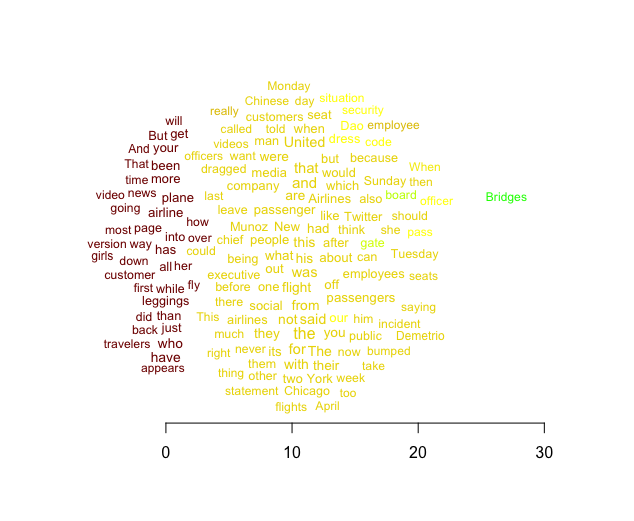 Monday
Chinese day situation
really customers seat security
will called told when Dao employee
But get videos man United dress code
And your officers want were but because
That been dragged media that would When
time more company and which Sunday then
video news plane last are Airlines also board officer Bridges
going airline leave passenger like Twitter should
most page how Munoz New had think she pass
version way into over chief people this after gate
girls down has could being what his about can Tuesday
customer all her executive out was employees seats
first while fly before one flight off
leggings there social from passengers saying
did than This airlines not said our him incident
back just much they the you public Demetrio
travelers who right never its for The now bumped
have them with their take
appears thing other two York week
statement Chicago too
flights April
0 10 20 30